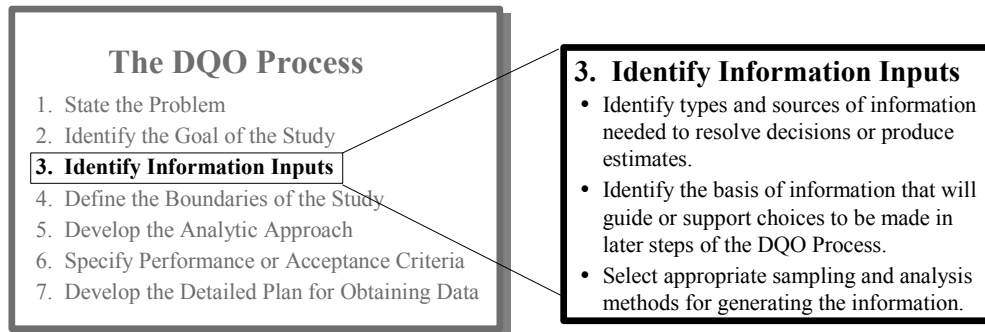 The DQO Process
1. State the Problem
2. Identify the Goal of the Study
3. Identify Information Inputs
4. Define the Boundaries of the Study
5. Develop the Analytic Approach
6. Specify Performance or Acceptance Criteria
7. Develop the Detailed Plan for Obtaining Data
3. Identify Information Inputs
• Identify types and sources of information
needed to resolve decisions or produce
estimates.
• Identify the basis of information that will
guide or support choices to be made in
later steps of the DQO Process.
• Select appropriate sampling and analysis
methods for generating the information.